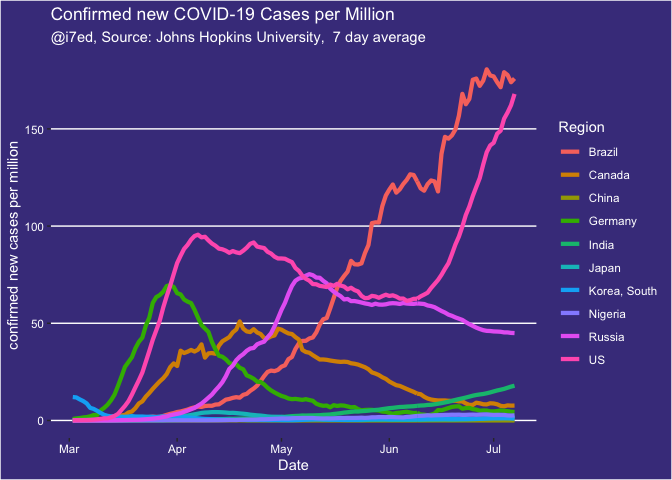 Confirmed new COVID-19 Cases per Million
@i7ed, Source: Johns Hopkins University,  7 day average
confirmed new cases per million
150
100
50
0
Mar
Apr
May
Jun
Jul
Date
Region
Brazil
Canada
China
Germany
India
Japan
Korea, South
Nigeria
Russia
US